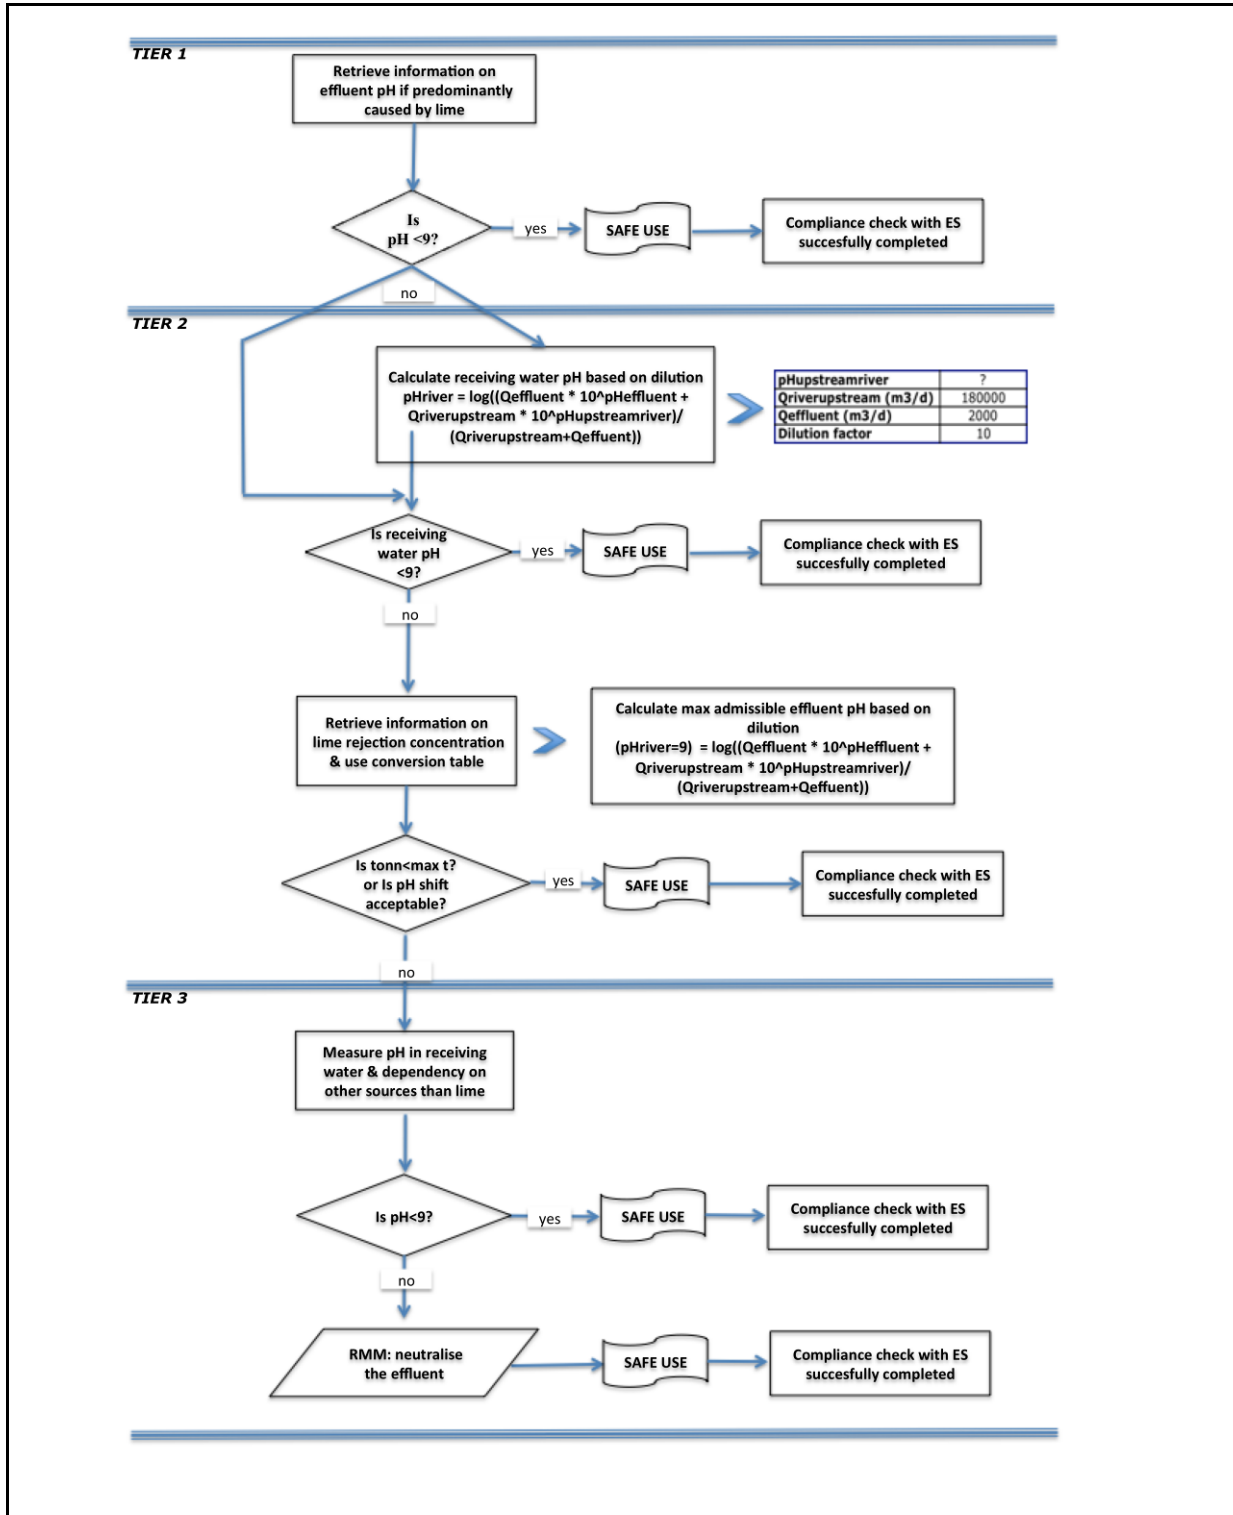 TIER 1
Retrieve information on
effluent pH if predominantly
caused by lime
Is
pH <9?
yes
SAFE USE
Compliance check with ES
succesfully completed
no
TIER 2
Calculate receiving water pH based on dilution
pHriver = log((Qeffluent * 10^pHeffluent +
Qriverupstream * 10^pHupstreamriver)/
(Qriverupstream+Qeffuent))
pHupstreamriver ?
Qriverupstream (m3/d) 180000
Qeffluent (m3/d) 2000
Dilution factor 10
Is receiving
water pH
<9?
yes
SAFE USE
Compliance check with ES
succesfully completed
no
Retrieve information on
lime rejection concentration
& use conversion table
Calculate max admissible effluent pH based on
dilution
(pHriver=9) = log((Qeffluent * 10^pHeffluent +
Qriverupstream * 10^pHupstreamriver)/
(Qriverupstream+Qeffuent))
Is tonn<max t?
or Is pH shift
acceptable?
yes
SAFE USE
Compliance check with ES
succesfully completed
no
TIER 3
Measure pH in receiving
water & dependency on
other sources than lime
Is pH<9?
yes
SAFE USE
Compliance check with ES
succesfully completed
no
RMM: neutralise
the effluent
SAFE USE
Compliance check with ES
succesfully completed